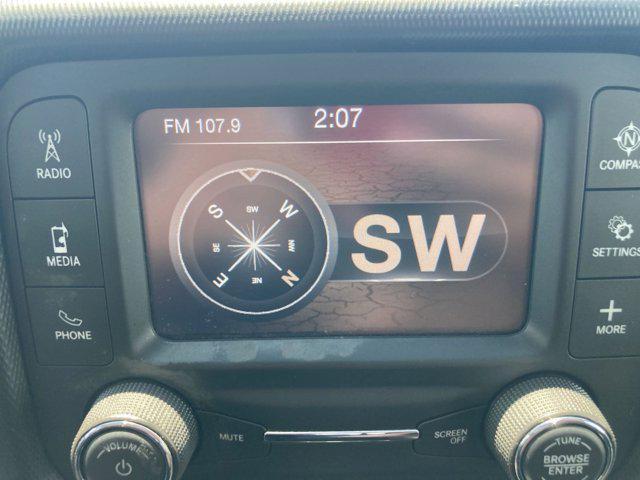 FM 107.9
2:07
RADIO
MEDIA
PHONE
SW
S
W
SE
NW
E
NE
N
SW
N
COMPAS
SETTINGS
MORE
VOLUME
MUTE
SCREEN
OFF
TUNE
BROWSE
ENTER